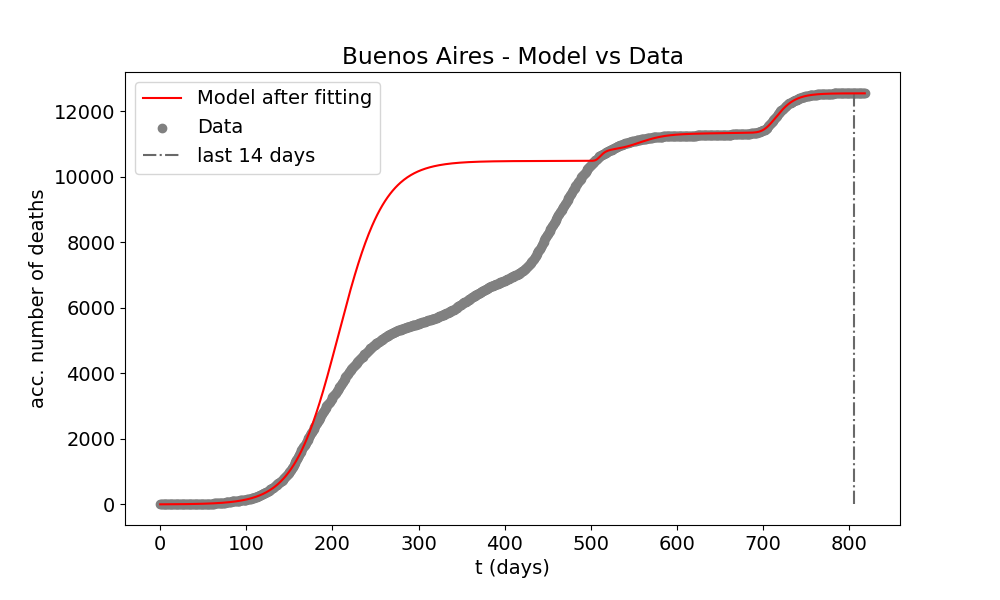 Buenos Aires - Model vs Data
Model after fitting
Data
last 14 days
acc. number of deaths
12000
10000
8000
6000
4000
2000
0
0 100 200 300 400 500 600 700 800
t (days)